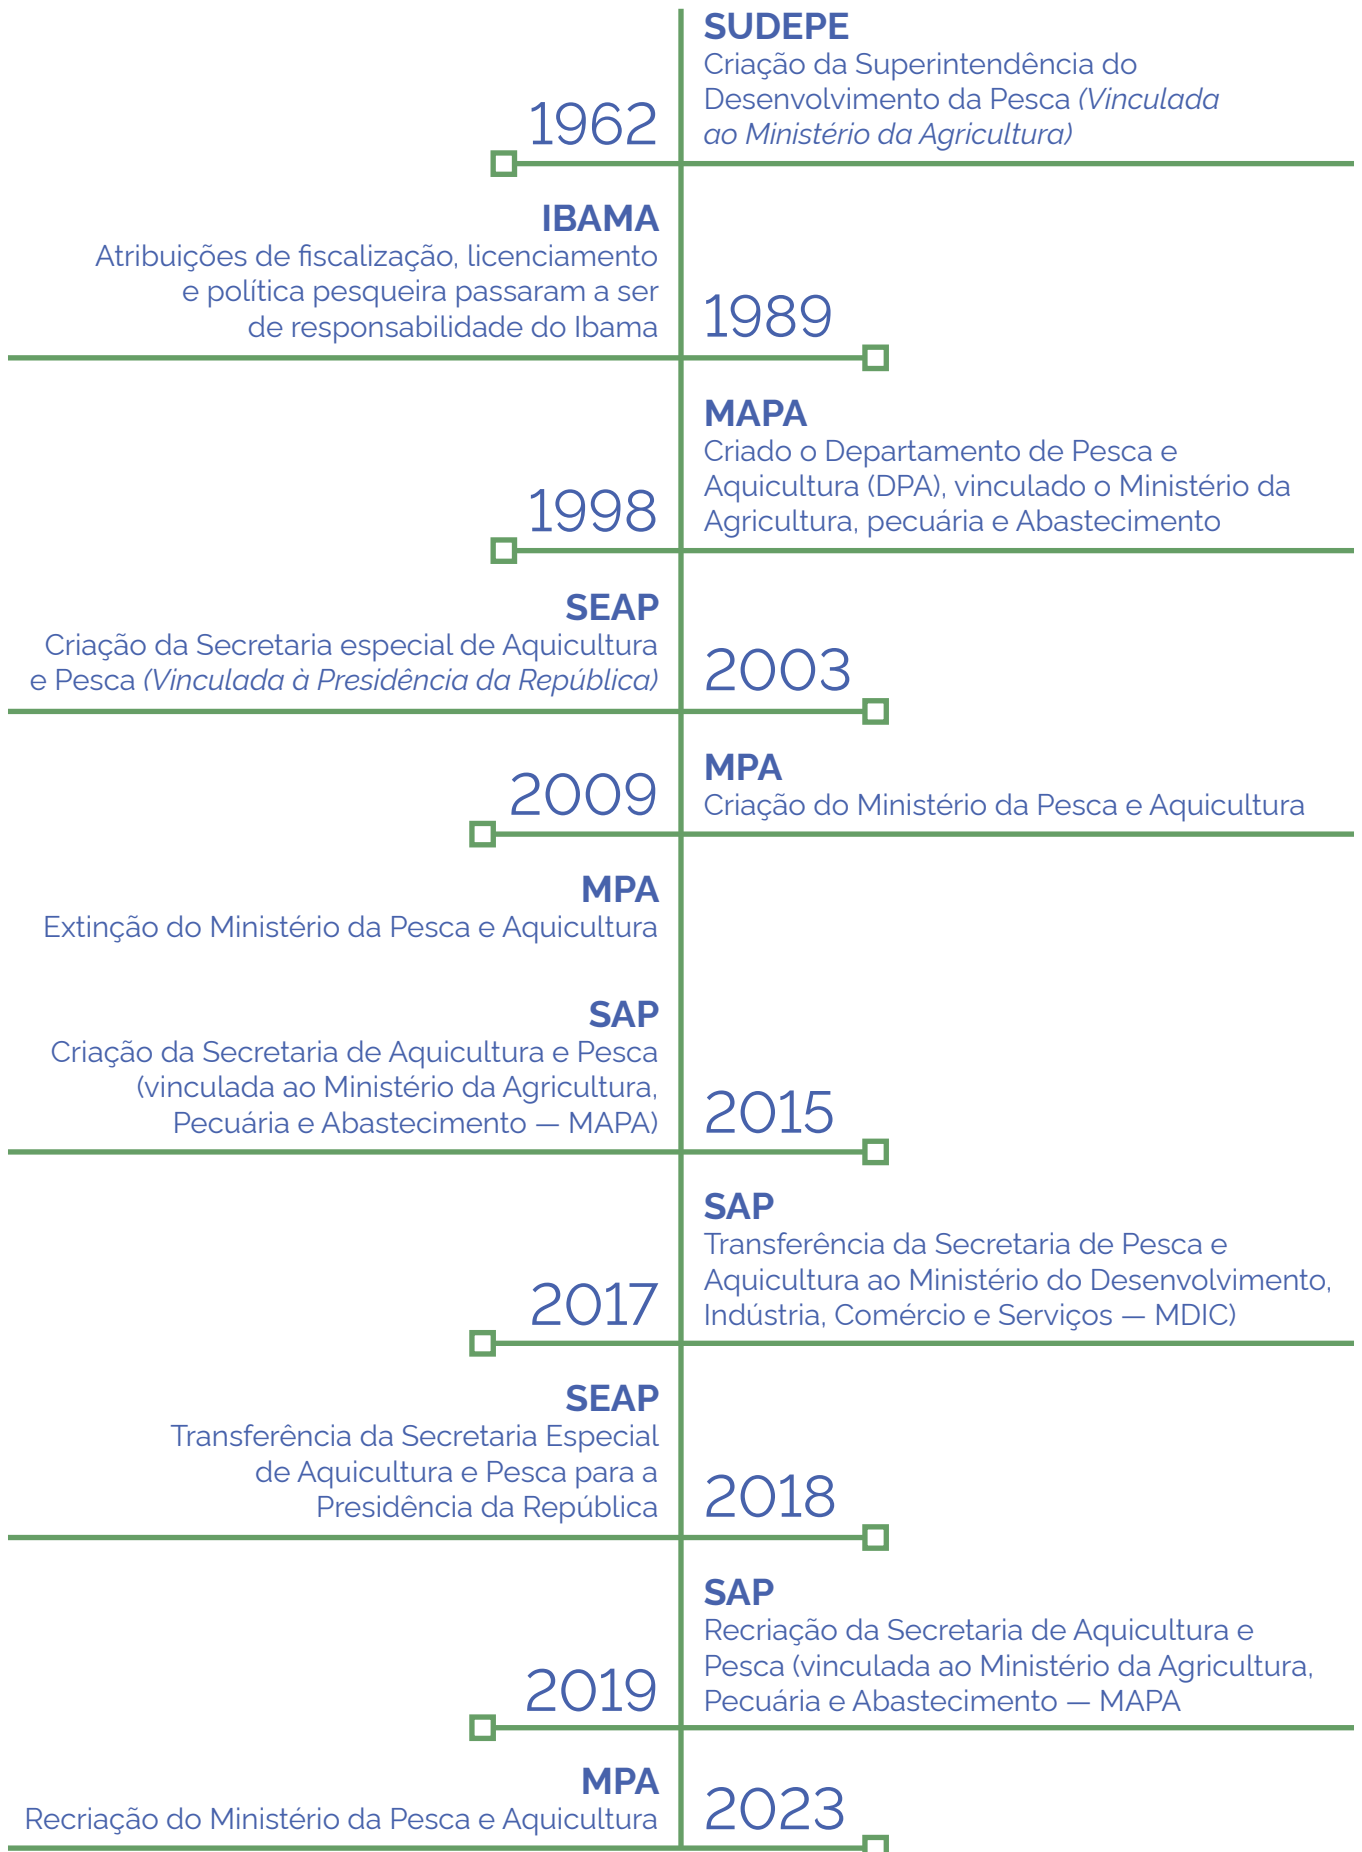 SUDEPE
Criação da Superintendência do
Desenvolvimento da Pesca (Vinculada
ao Ministério da Agricultura)
1962
IBAMA
Atribuições de fiscalização, licenciamento
e política pesqueira passaram a ser
de responsabilidade do Ibama
1989
MAPA
Criado o Departamento de Pesca e
Aquicultura (DPA), vinculado o Ministério da
Agricultura, pecuária e Abastecimento
1998
SEAP
Criação da Secretaria especial de Aquicultura
e Pesca (Vinculada à Presidência da República)
2003
MPA
Criação do Ministério da Pesca e Aquicultura
2009
MPA
Extinção do Ministério da Pesca e Aquicultura
SAP
Criação da Secretaria de Aquicultura e Pesca
(vinculada ao Ministério da Agricultura,
Pecuária e Abastecimento — MAPA)
2015
SAP
Transferência da Secretaria de Pesca e
Aquicultura ao Ministério do Desenvolvimento,
Indústria, Comércio e Serviços — MDIC)
2017
SEAP
Transferência da Secretaria Especial
de Aquicultura e Pesca para a
Presidência da República
2018
SAP
Recriação da Secretaria de Aquicultura e
Pesca (vinculada ao Ministério da Agricultura,
Pecuária e Abastecimento — MAPA
2019
MPA
Recriação do Ministério da Pesca e Aquicultura
2023